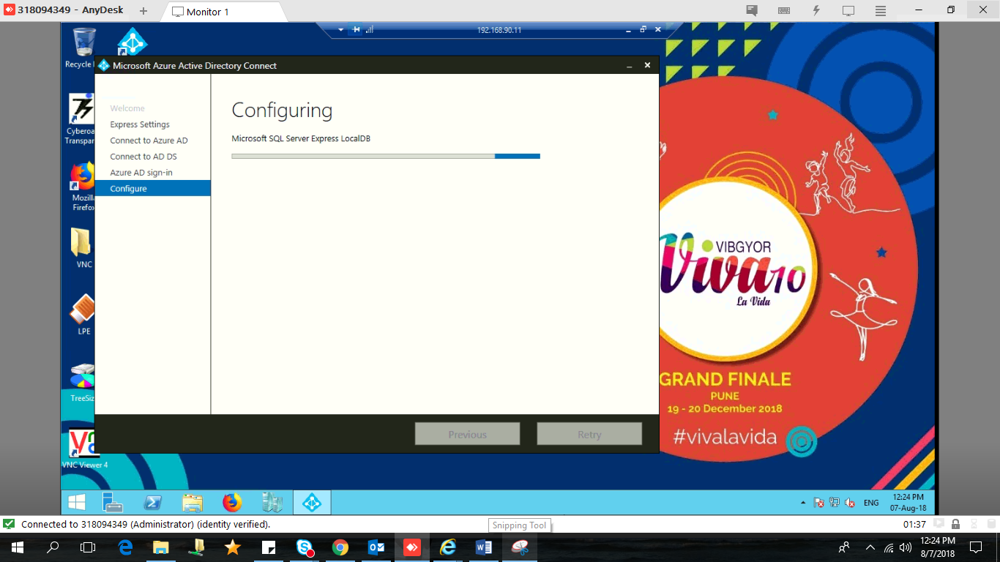 318094349 - AnyDesk
Monitor 1
192.168.90.11
Recycle
Microsoft Azure Active Directory Connect
Welcome
Express Settings
Connect to Azure AD
Connect to AD DS
Azure AD sign-in
Configure
Configuring
Microsoft SQL Server Express LocalDB
Previous
Retry
Cyberoa
Transpar
Mozill
Firefox
VNC
LPE
TreeSiz
VNC Viewer 4
VIBGYOR
Viva10
La Vida
GRAND FINALE
PUNE
19 - 20 December 2018
#vivalavida
ENG
12:24 PM
07-Aug-18
Connected to 318094349 (Administrator) (identity verified).
Snipping Tool
01:37
12:24 PM
8/7/2018